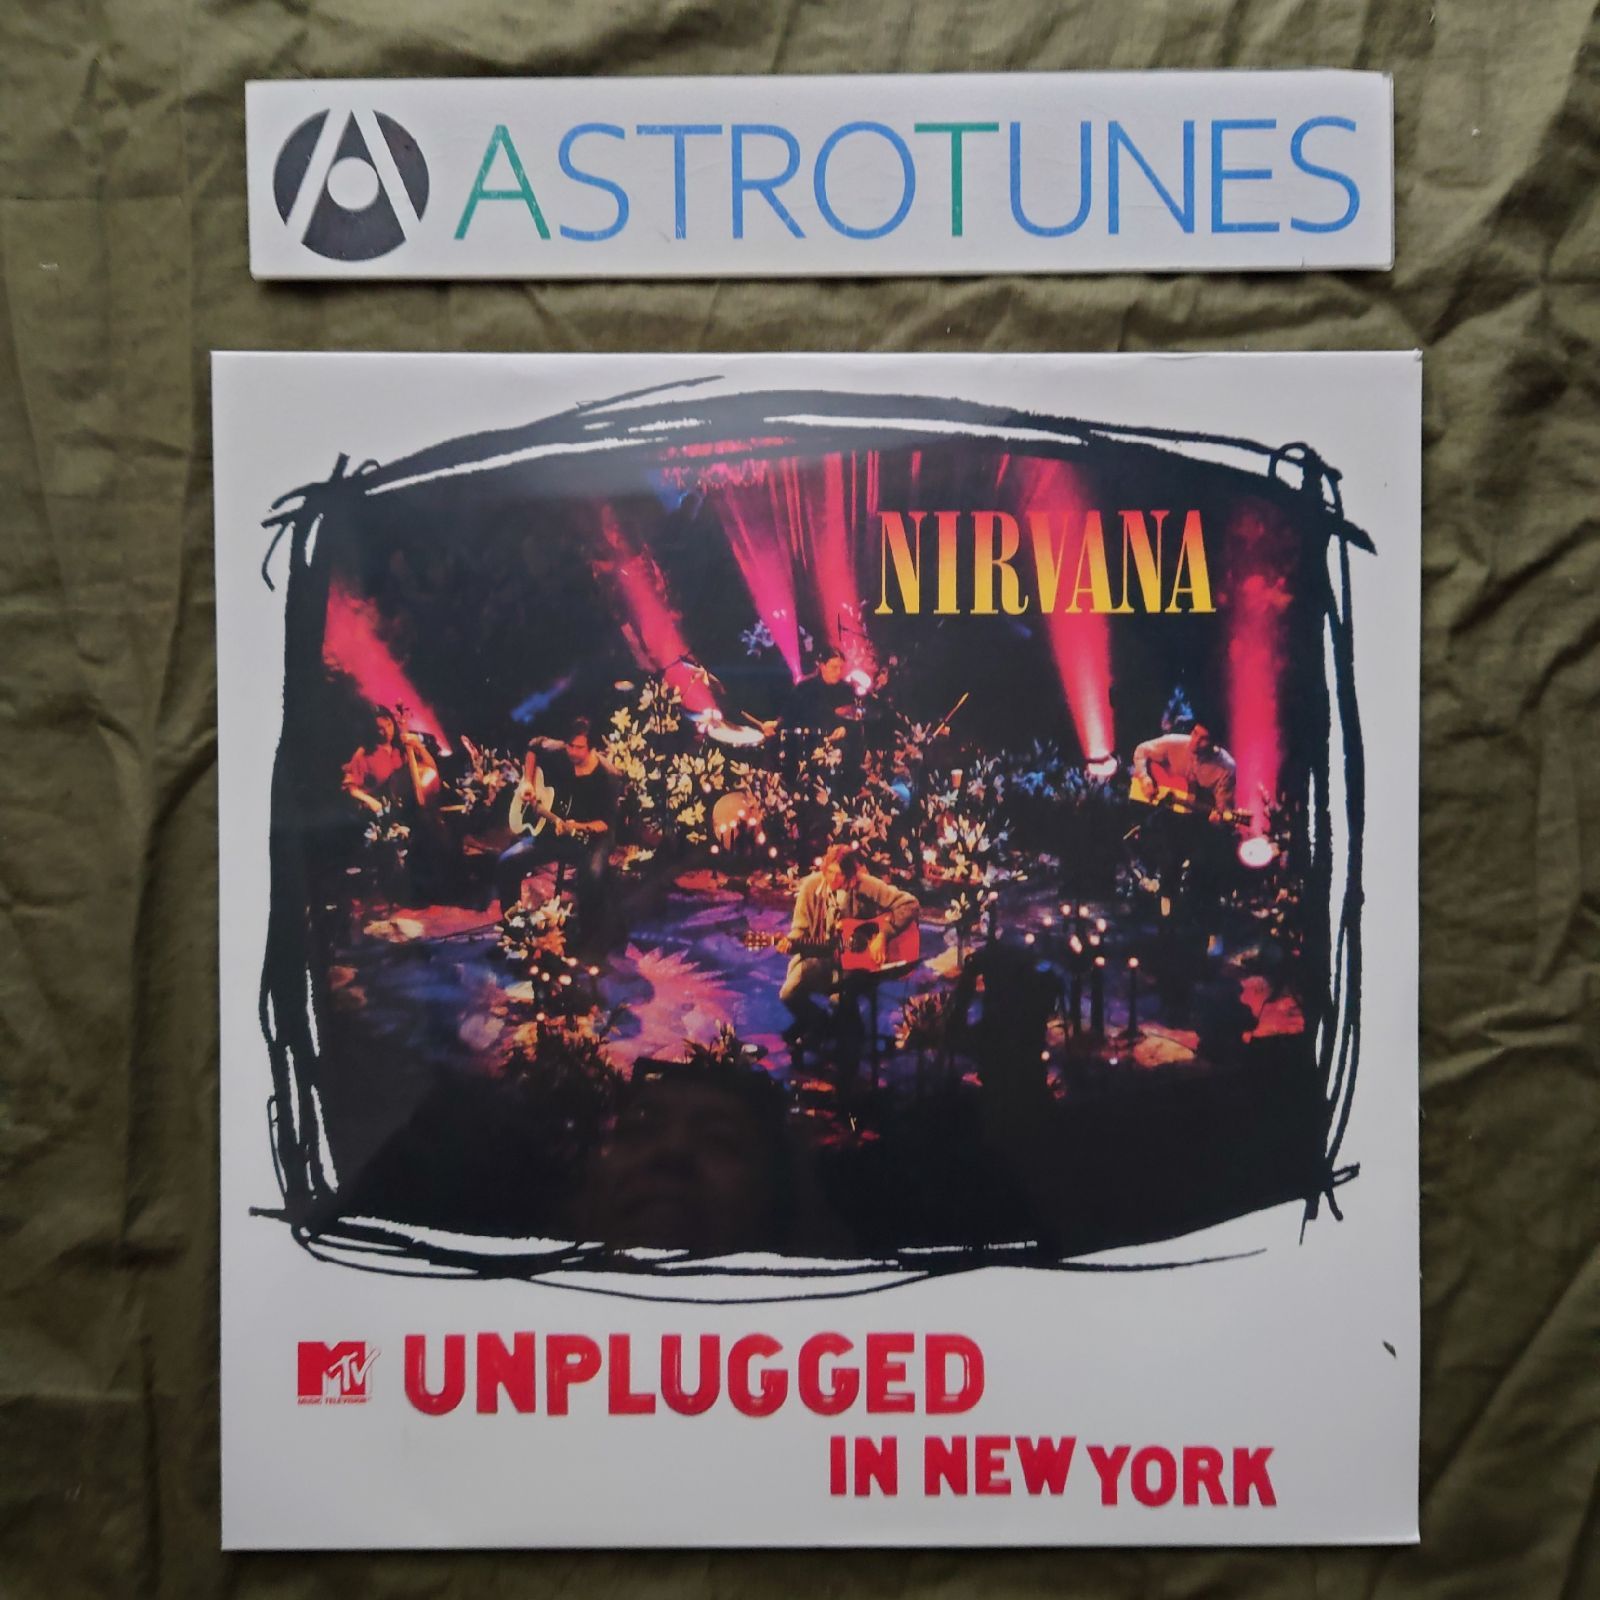 ASTROTUNES
NIRVANA
MTV UNPLUGGED
MUSIC TELEVISION
IN NEW YORK